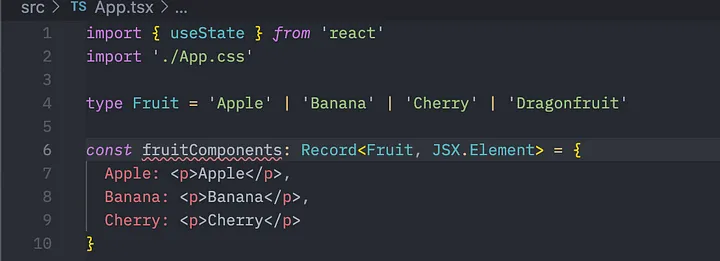 src > TS App.tsx > ...
1 import { useState } from 'react'
2 import './App.css'
3
4 type Fruit = 'Apple' | 'Banana' | 'Cherry' | 'Dragonfruit'
5
6 const fruitComponents: Record<Fruit, JSX.Element> = {
7   Apple: <p>Apple</p>,
8   Banana: <p>Banana</p>,
9   Cherry: <p>Cherry</p>
10 }